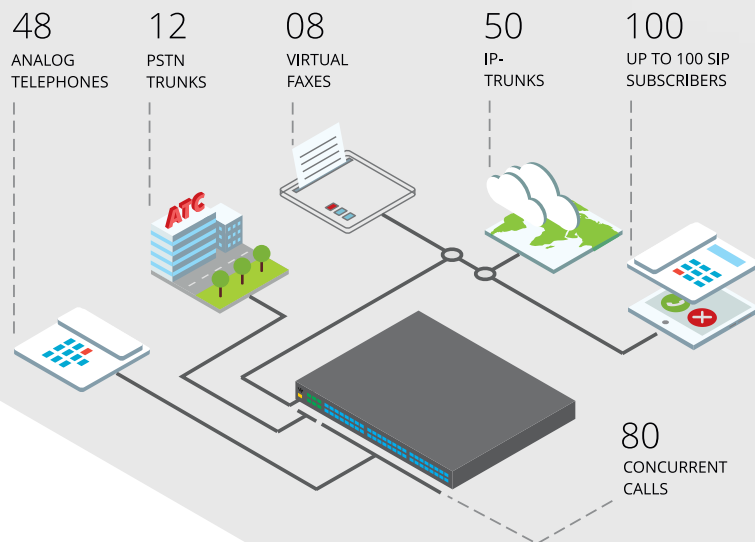 48
ANALOG
TELEPHONES
12
PSTN
TRUNKS
08
VIRTUAL
FAXES
50
IP-
TRUNKS
100
UP TO 100 SIP
SUBSCRIBERS
ATC
80
CONCURRENT
CALLS